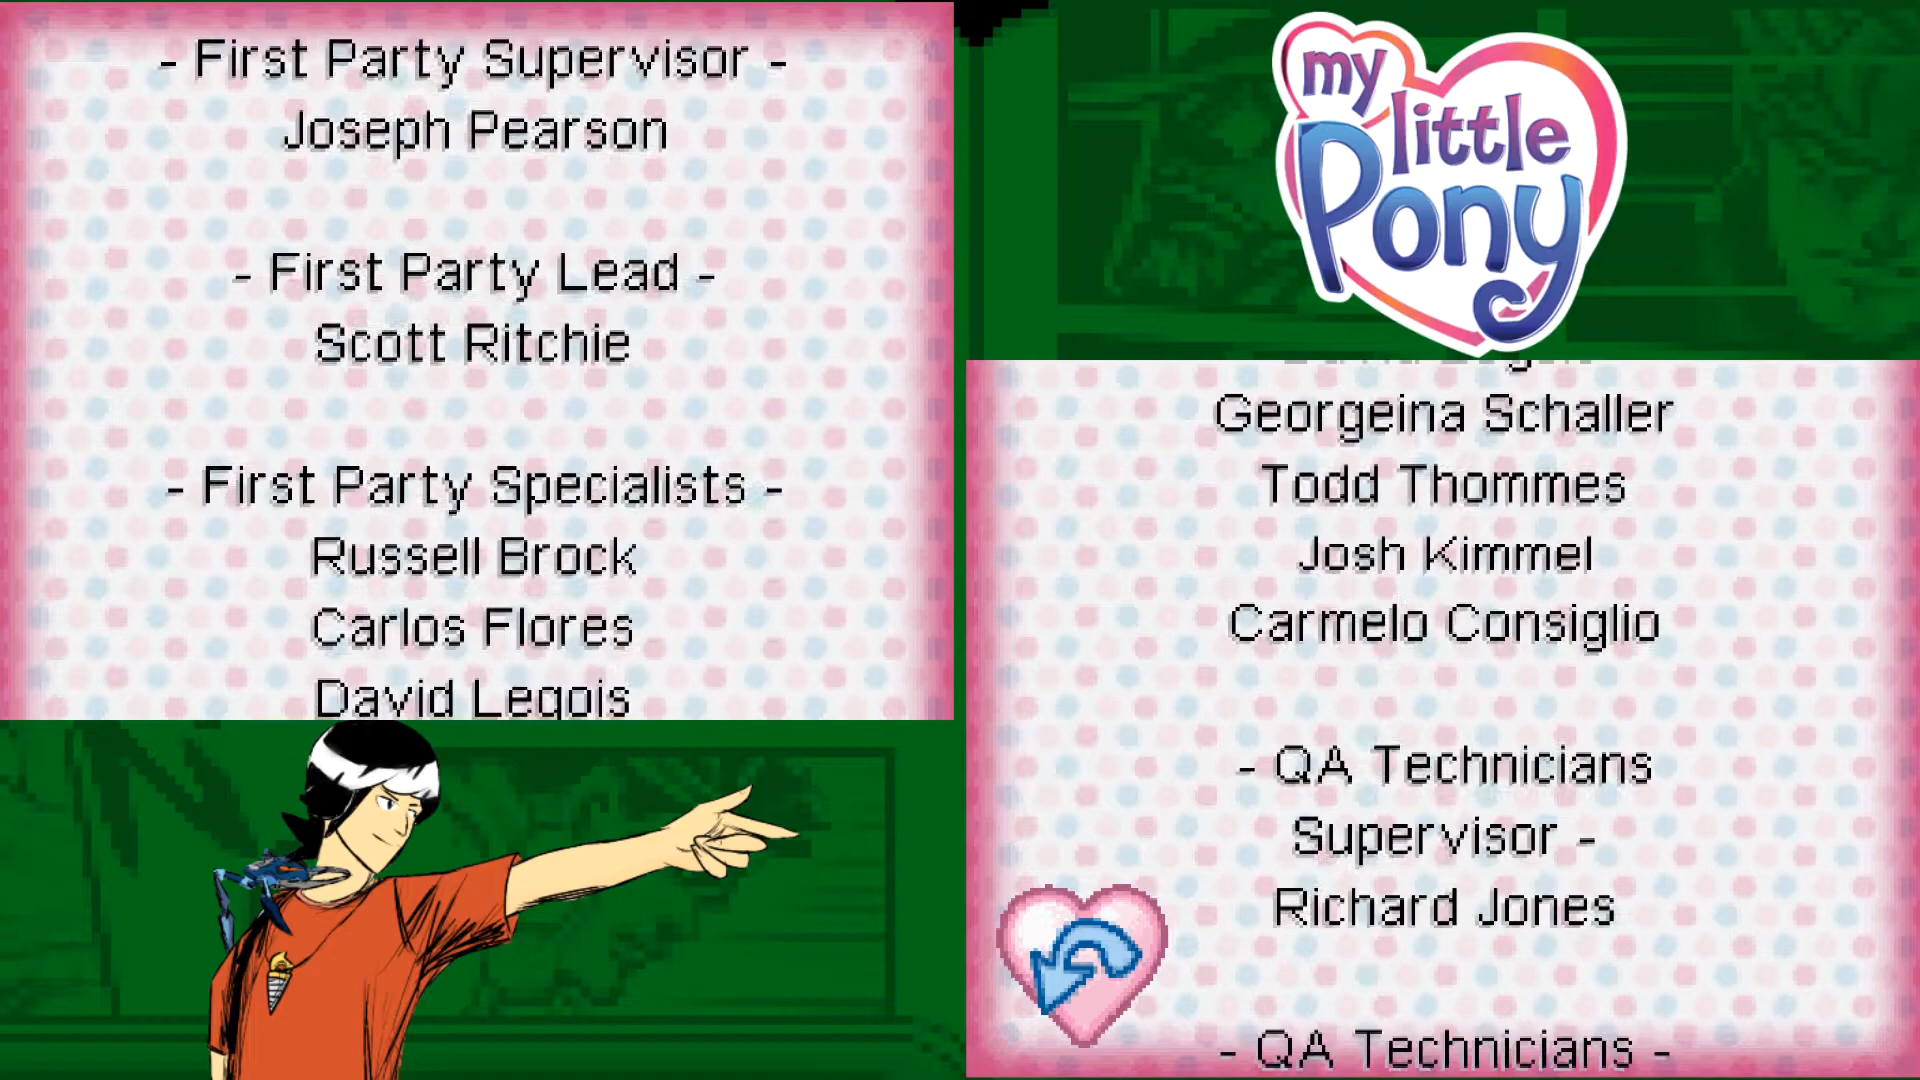 - First Party Supervisor -
Joseph Pearson
- First Party Lead -
Scott Ritchie
- First Party Specialists -
Russell Brock
Carlos Flores
David Legois
my
little
Pony
Georgeina Schaller
Todd Thommes
Josh Kimmel
Carmelo Consiglio
- QA Technicians
Supervisor -
Richard Jones
- QA Technicians -